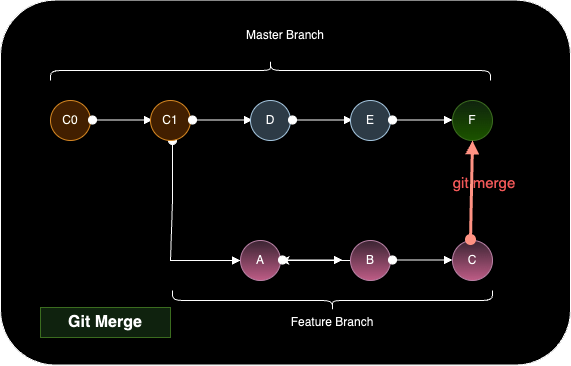 Master Branch
C0 C1 D E F
git merge
A B C
Git Merge
Feature Branch